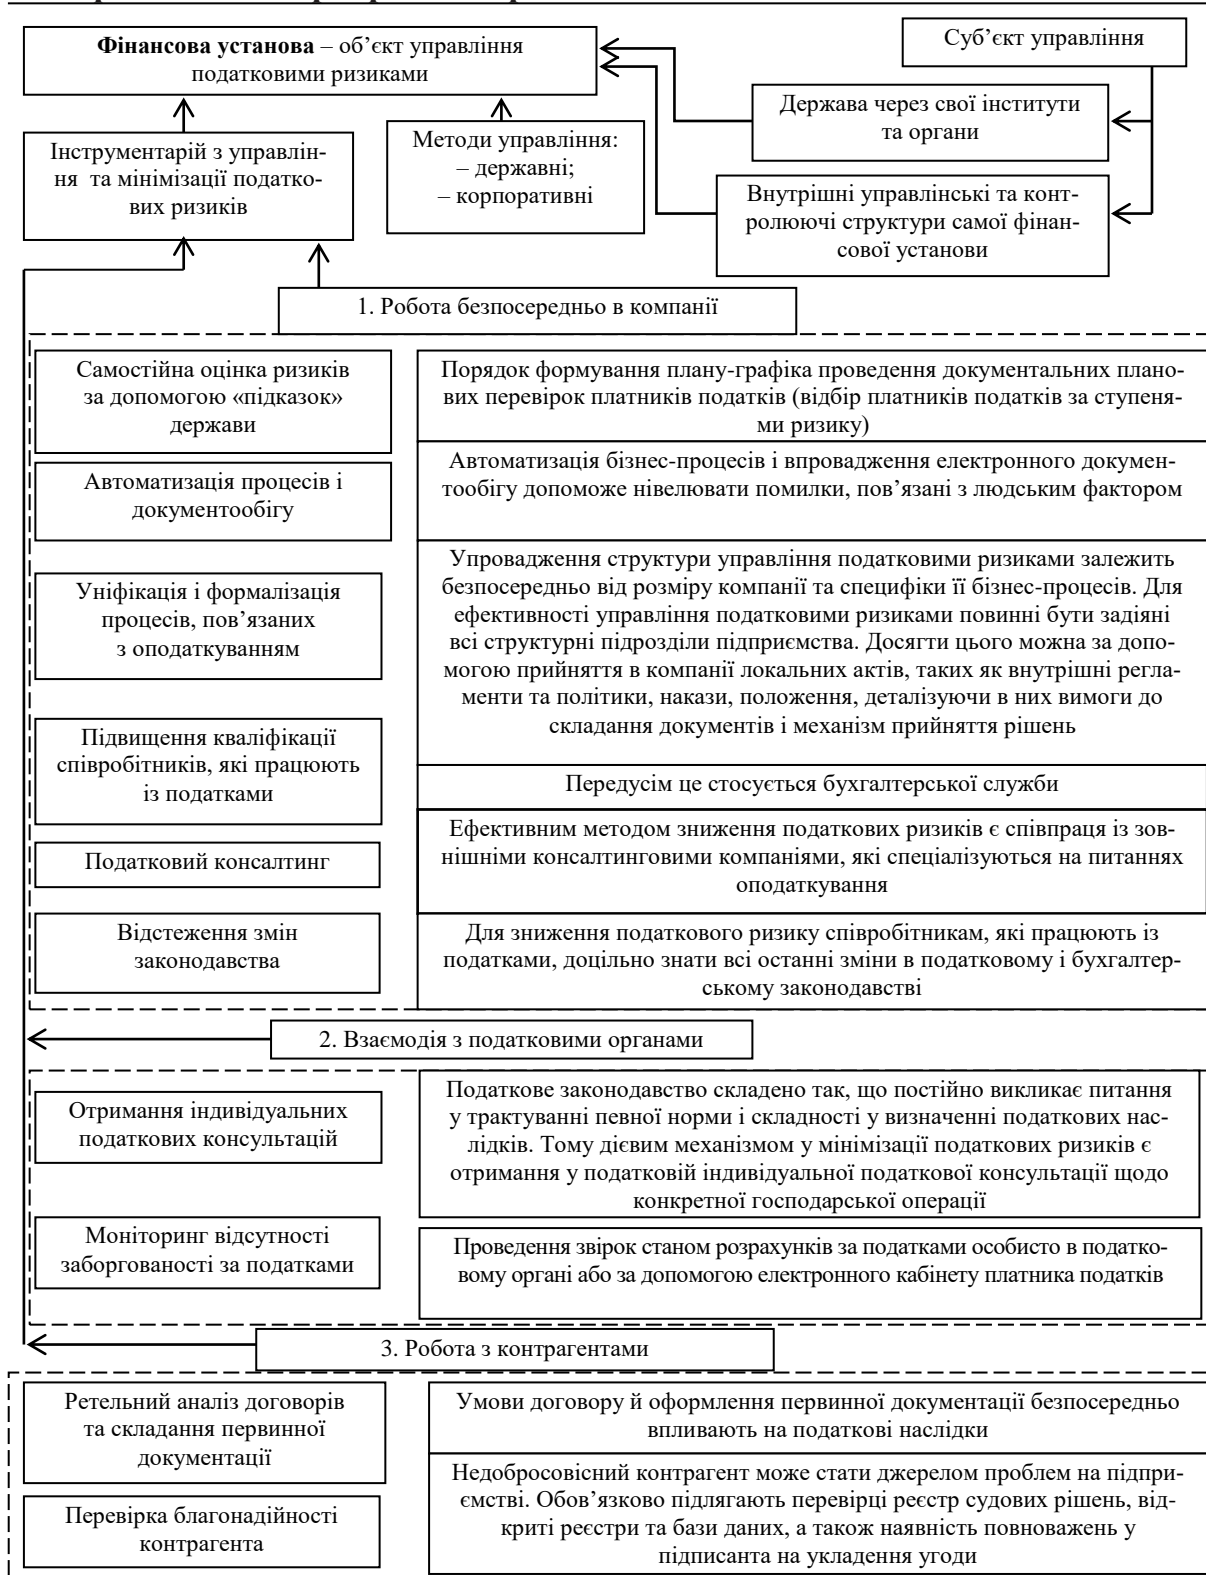 Фінансова установа – об’єкт управління
податковими ризиками
Суб’єкт управління
Держава через свої інститути
та органи
Інструментарій з управлін-
ня та мінімізації податко-
вих ризиків
Методи управління:
– державні;
– корпоративні
Внутрішні управлінські та конт-
ролюючі структури самої фінан-
сової установи
1. Робота безпосередньо в компанії
Самостійна оцінка ризиків
за допомогою «підказок»
держави
Порядок формування плану-графіка проведення документальних плано-
вих перевірок платників податків (відбір платників податків за ступеня-
ми ризику)
Автоматизація процесів і
документообігу
Автоматизація бізнес-процесів і впровадження електронного докумен-
тообігу допоможе нівелювати помилки, пов’язані з людським фактором
Уніфікація і формалізація
процесів, пов’язаних
з оподаткуванням
Упровадження структури управління податковими ризиками залежить
безпосередньо від розміру компанії та специфіки її бізнес-процесів. Для
ефективності управління податковими ризиками повинні бути задіяні
всі структурні підрозділи підприємства. Досягти цього можна за допо-
могою прийняття в компанії локальних актів, таких як внутрішні регла-
менти та політики, накази, положення, деталізуючи в них вимоги до
складання документів і механізм прийняття рішень
Підвищення кваліфікації
співробітників, які працюють
із податками
Передусім це стосується бухгалтерської служби
Податковий консалтинг
Ефективним методом зниження податкових ризиків є співпраця із зов-
нішніми консалтинговими компаніями, які спеціалізуються на питаннях
оподаткування
Відстеження змін
законодавства
Для зниження податкового ризику співробітникам, які працюють із
податками, доцільно знати всі останні зміни в податковому і бухгалтер-
ському законодавстві
2. Взаємодія з податковими органами
Отримання індивідуальних
податкових консультацій
Податкове законодавство складено так, що постійно викликає питання
у трактуванні певної норми і складності у визначенні податкових нас-
лідків. Тому дієвим механізмом у мінімізації податкових ризиків є
отримання у податковій індивідуальної податкової консультації щодо
конкретної господарської операції
Моніторинг відсутності
заборгованості за податками
Проведення звірок станом розрахунків за податками особисто в податко-
вому органі або за допомогою електронного кабінету платника податків
3. Робота з контрагентами
Ретельний аналіз договорів
та складання первинної
документації
Умови договору й оформлення первинної документації безпосередньо
впливають на податкові наслідки
Перевірка благонадійності
контрагента
Недобросовісний контрагент може стати джерелом проблем на підпри-
ємстві. Обов’язково підлягають перевірці реєстр судових рішень, від-
криті реєстри та бази даних, а також наявність повноважень у
підписанта на укладення угоди